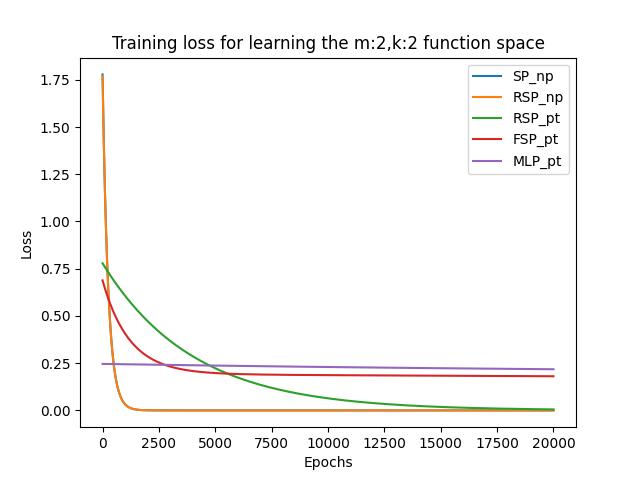 Training loss for learning the m:2,k:2 function space
SP_np
RSP_np
RSP_pt
FSP_pt
MLP_pt
Loss
1.75
1.50
1.25
1.00
0.75
0.50
0.25
0.00
0 2500 5000 7500 10000 12500 15000 17500 20000
Epochs